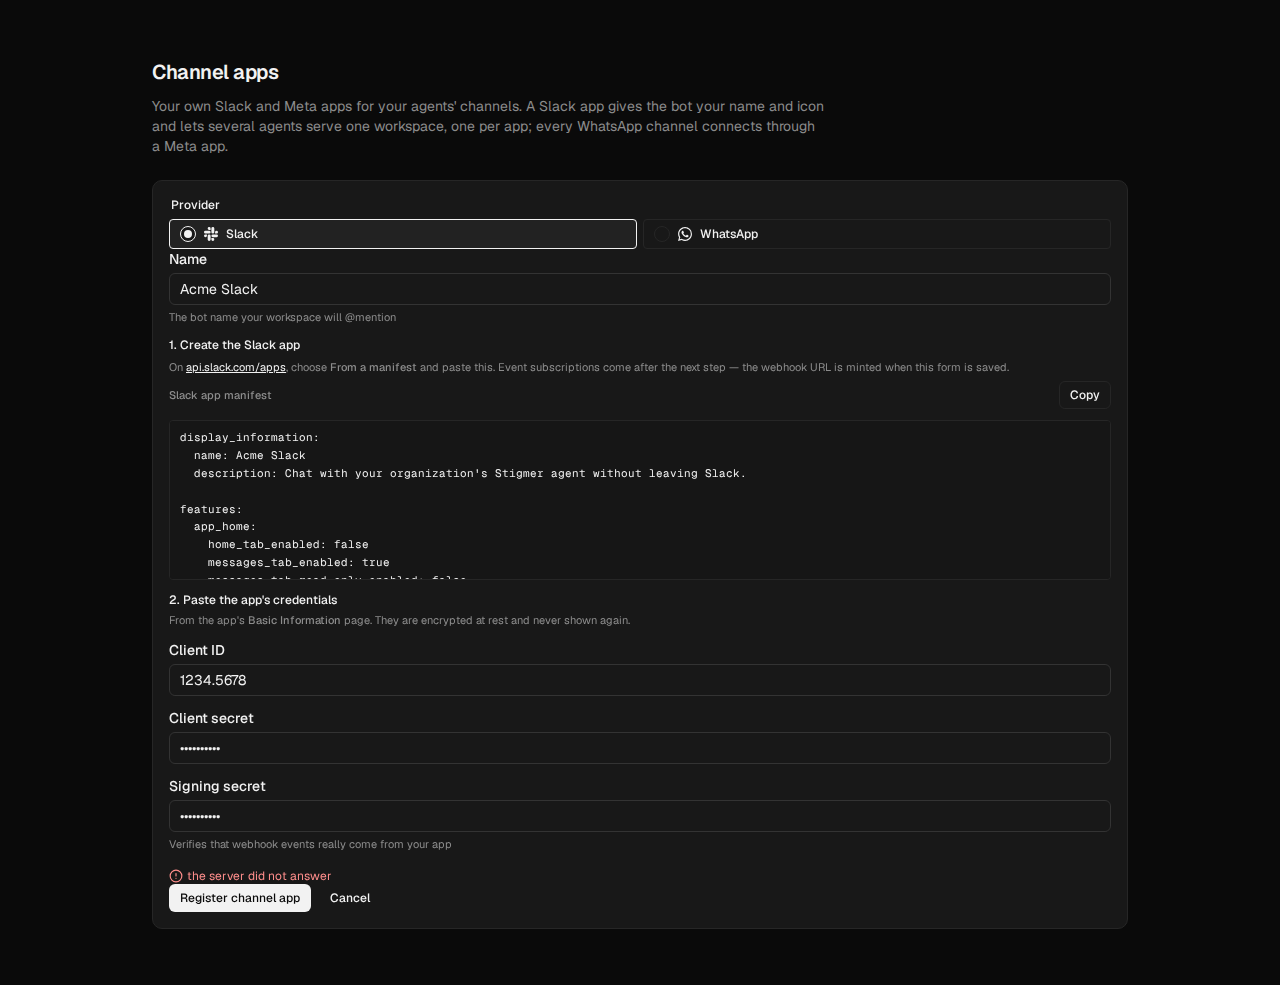 Channel apps
Your own Slack and Meta apps for your agents' channels. A Slack app gives the bot your name and icon
and lets several agents serve one workspace, one per app; every WhatsApp channel connects through
a Meta app.
Provider
Slack
WhatsApp
Name
Acme Slack
The bot name your workspace will @mention
1. Create the Slack app
On api.slack.com/apps, choose From a manifest and paste this. Event subscriptions come after the next step — the webhook URL is minted when this form is saved.
Slack app manifest
Copy
display_information:
  name: Acme Slack
  description: Chat with your organization's Stigmer agent without leaving Slack.
features:
  app_home:
    home_tab_enabled: false
    messages_tab_enabled: true
    messages_tab_read_only_enabled: false
2. Paste the app's credentials
From the app's Basic Information page. They are encrypted at rest and never shown again.
Client ID
1234.5678
Client secret
••••••••••
Signing secret
••••••••••
Verifies that webhook events really come from your app
the server did not answer
Register channel app
Cancel